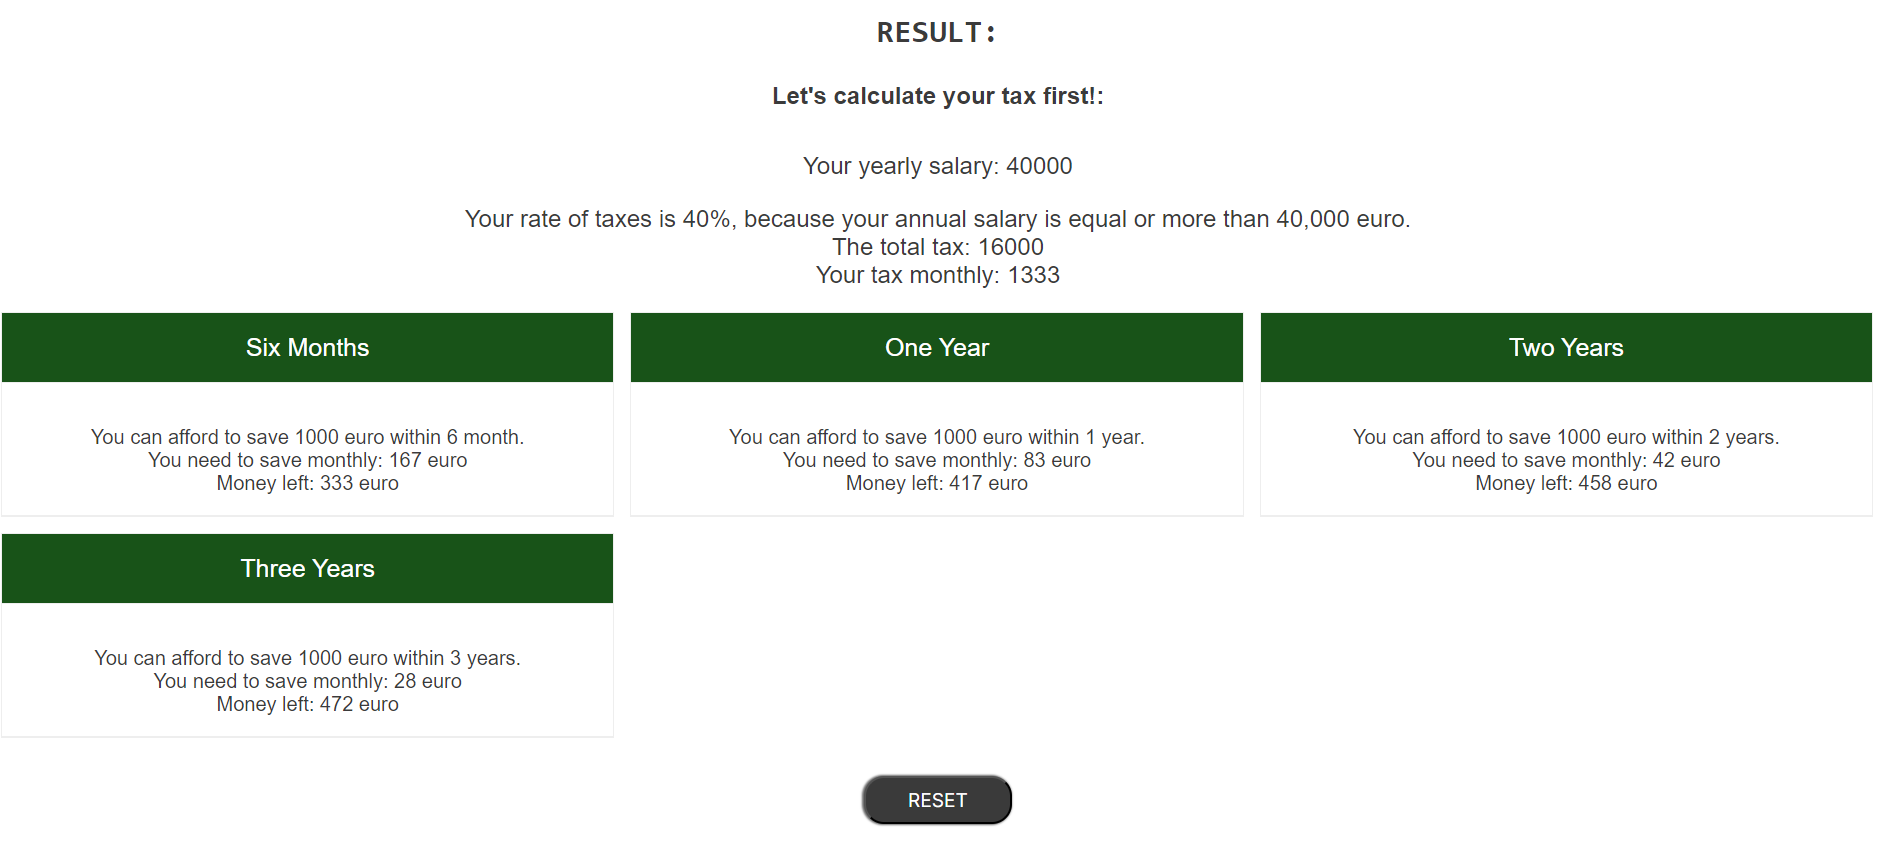 RESULT:
Let's calculate your tax first!:
Your yearly salary: 40000
Your rate of taxes is 40%, because your annual salary is equal or more than 40,000 euro.
The total tax: 16000
Your tax monthly: 1333
Six Months
You can afford to save 1000 euro within 6 month.
You need to save monthly: 167 euro
Money left: 333 euro
One Year
You can afford to save 1000 euro within 1 year.
You need to save monthly: 83 euro
Money left: 417 euro
Two Years
You can afford to save 1000 euro within 2 years.
You need to save monthly: 42 euro
Money left: 458 euro
Three Years
You can afford to save 1000 euro within 3 years.
You need to save monthly: 28 euro
Money left: 472 euro
RESET